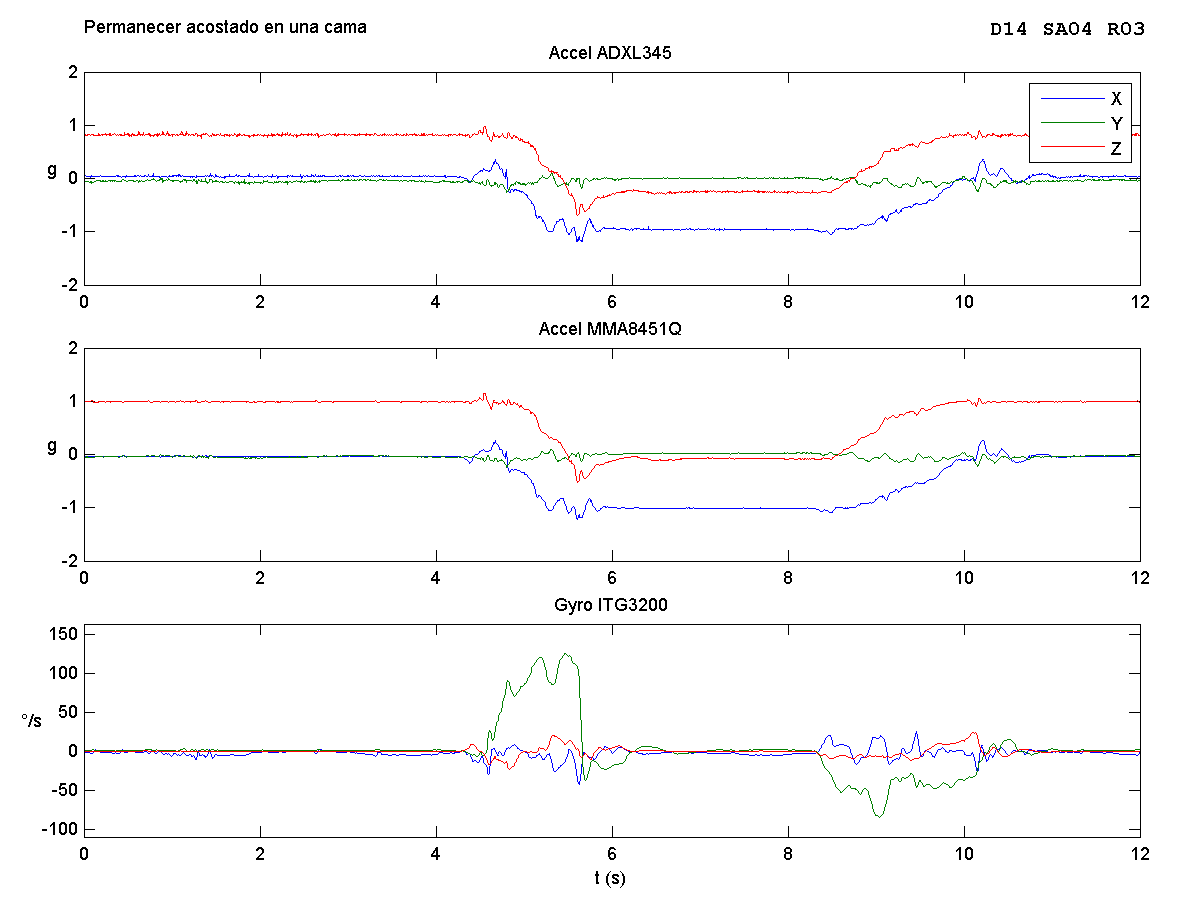 Permanecer acostado en una cama D14 SA04 R03
Accel ADXL345
2
1
0
-1
-2
g
X
Y
Z
0 2 4 6 8 10 12
Accel MMA8451Q
2
1
0
-1
-2
g
0 2 4 6 8 10 12
Gyro ITG3200
150
100
50
0
-50
-100
°/s
0 2 4 6 8 10 12
t (s)